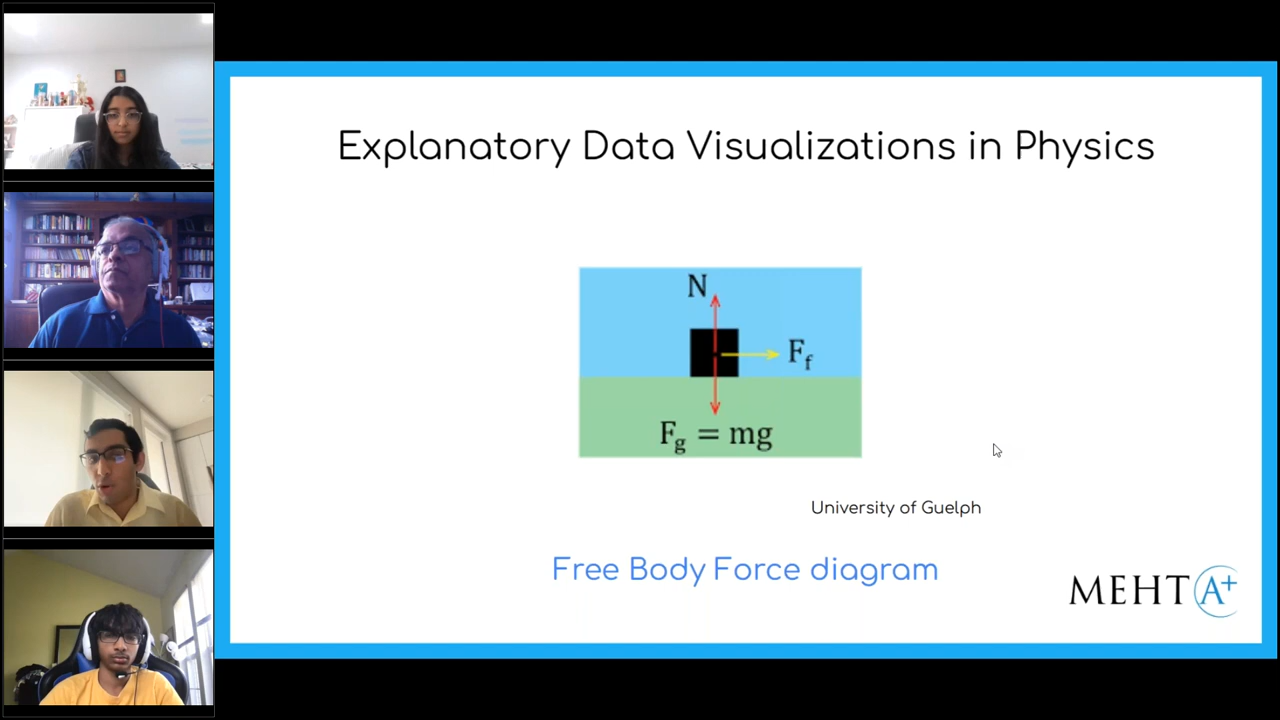 Explanatory Data Visualizations in Physics
N
Ff
Fg = mg
University of Guelph
Free Body Force diagram
MEHTA+